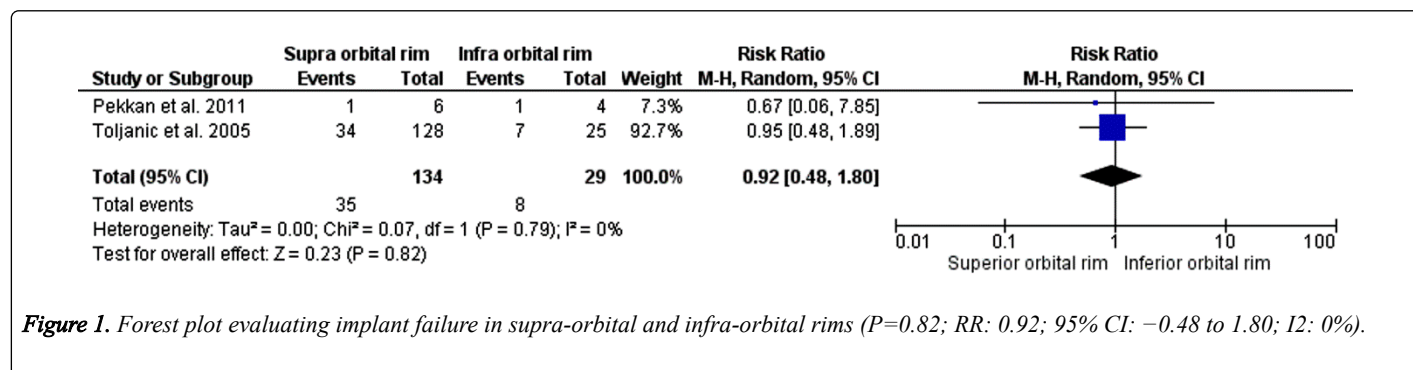 Supra orbital rim Infra orbital rim Risk Ratio Risk Ratio
Study or Subgroup Events Total Events Total Weight M-H, Random, 95% CI M-H, Random, 95% CI
Pekkan et al. 2011 1 6 1 4 7.3% 0.67 [0.06, 7.85]
Toljanic et al. 2005 34 128 7 25 92.7% 0.95 [0.48, 1.89]
Total (95% CI) 134 29 100.0% 0.92 [0.48, 1.80]
Total events 35 8
Heterogeneity: Tau² = 0.00; Chi² = 0.07, df = 1 (P = 0.79); I² = 0%
Test for overall effect: Z = 0.23 (P = 0.82)
0.01 0.1 1 10 100
Superior orbital rim Inferior orbital rim
Figure 1. Forest plot evaluating implant failure in supra-orbital and infra-orbital rims (P=0.82; RR: 0.92; 95% CI: −0.48 to 1.80; I2: 0%).